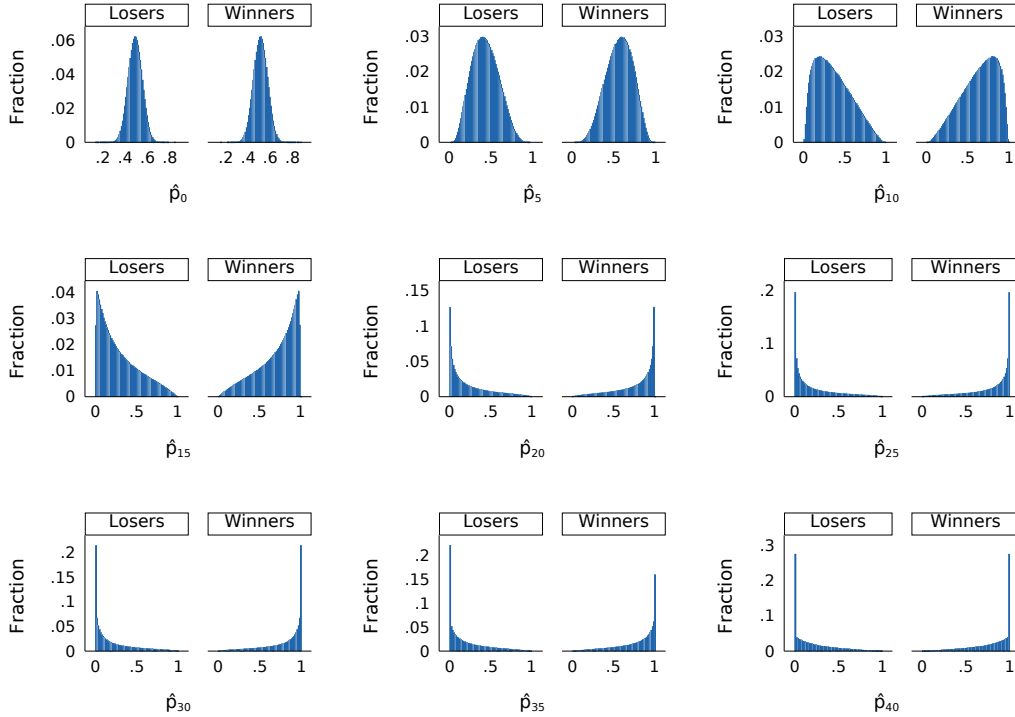 Losers Winners Losers Winners Losers Winners
.06 .03 .03
.04 .02 .02
.02 .01 .01
0 0 0
Fraction Fraction Fraction
.2 .4 .6 .8 .2 .4 .6 .8 0 .5 1 0 .5 1 0 .5 1 0 .5 1
p̂₀ p̂₅ p̂₁₀
Losers Winners Losers Winners Losers Winners
.04 .15 .2
.03 .1 .1
.02 .05 0
.01 0
0
Fraction Fraction Fraction
0 .5 1 0 .5 1 0 .5 1 0 .5 1 0 .5 1 0 .5 1
p̂₁₅ p̂₂₀ p̂₂₅
Losers Winners Losers Winners Losers Winners
.2 .2 .3
.15 .15 .2
.1 .1 .1
.05 .05 0
0 0
Fraction Fraction Fraction
0 .5 1 0 .5 1 0 .5 1 0 .5 1 0 .5 1 0 .5 1
p̂₃₀ p̂₃₅ p̂₄₀